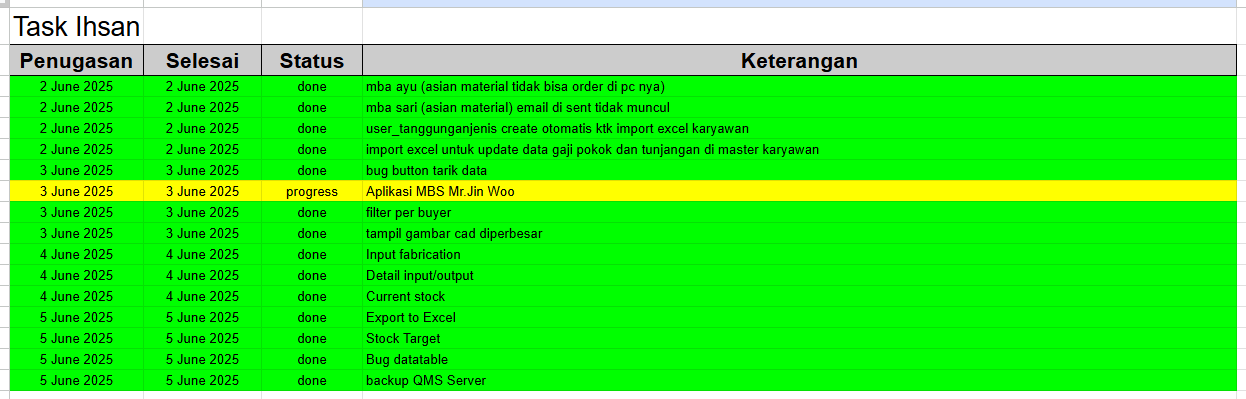 Task Ihsan
Penugasan Selesai Status Keterangan
2 June 2025 2 June 2025 done mba ayu (asian material tidak bisa order di pc nya)
2 June 2025 2 June 2025 done mba sari (asian material) email di sent tidak muncul
2 June 2025 2 June 2025 done user_tanggunganjenis create otomatis ktk import excel karyawan
2 June 2025 2 June 2025 done import excel untuk update data gaji pokok dan tunjangan di master karyawan
3 June 2025 3 June 2025 done bug button tarik data
3 June 2025 3 June 2025 progress Aplikasi MBS Mr.Jin Woo
3 June 2025 3 June 2025 done filter per buyer
3 June 2025 3 June 2025 done tampil gambar cad diperbesar
4 June 2025 4 June 2025 done Input fabrication
4 June 2025 4 June 2025 done Detail input/output
4 June 2025 4 June 2025 done Current stock
5 June 2025 5 June 2025 done Export to Excel
5 June 2025 5 June 2025 done Stock Target
5 June 2025 5 June 2025 done Bug datatable
5 June 2025 5 June 2025 done backup QMS Server